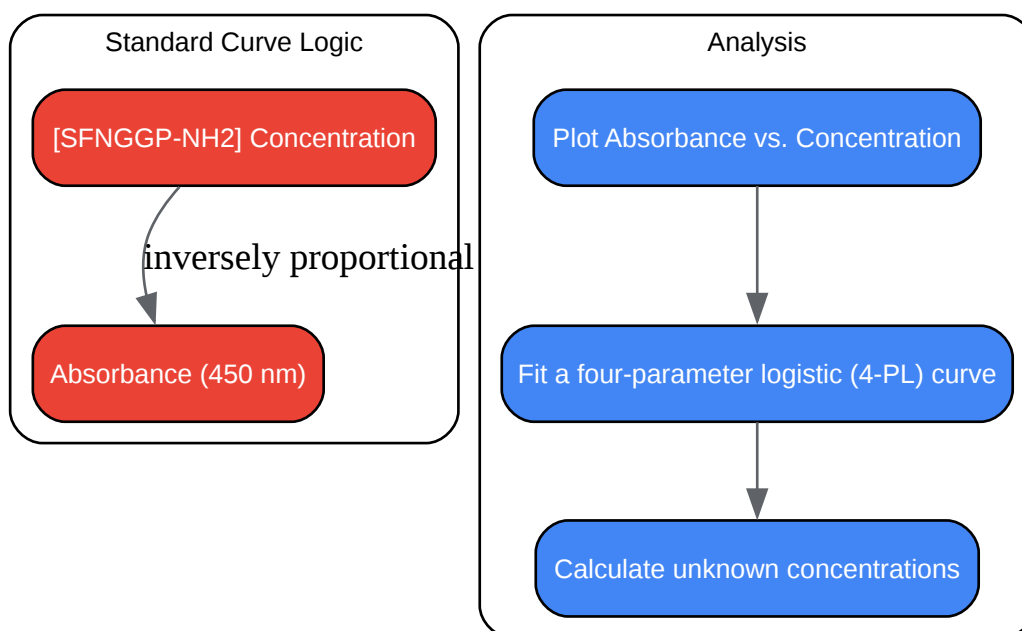 Standard Curve Logic
[SFNGGP-NH2] Concentration
inversely proportional
Absorbance (450 nm)
Analysis
Plot Absorbance vs. Concentration
Fit a four-parameter logistic (4-PL) curve
Calculate unknown concentrations